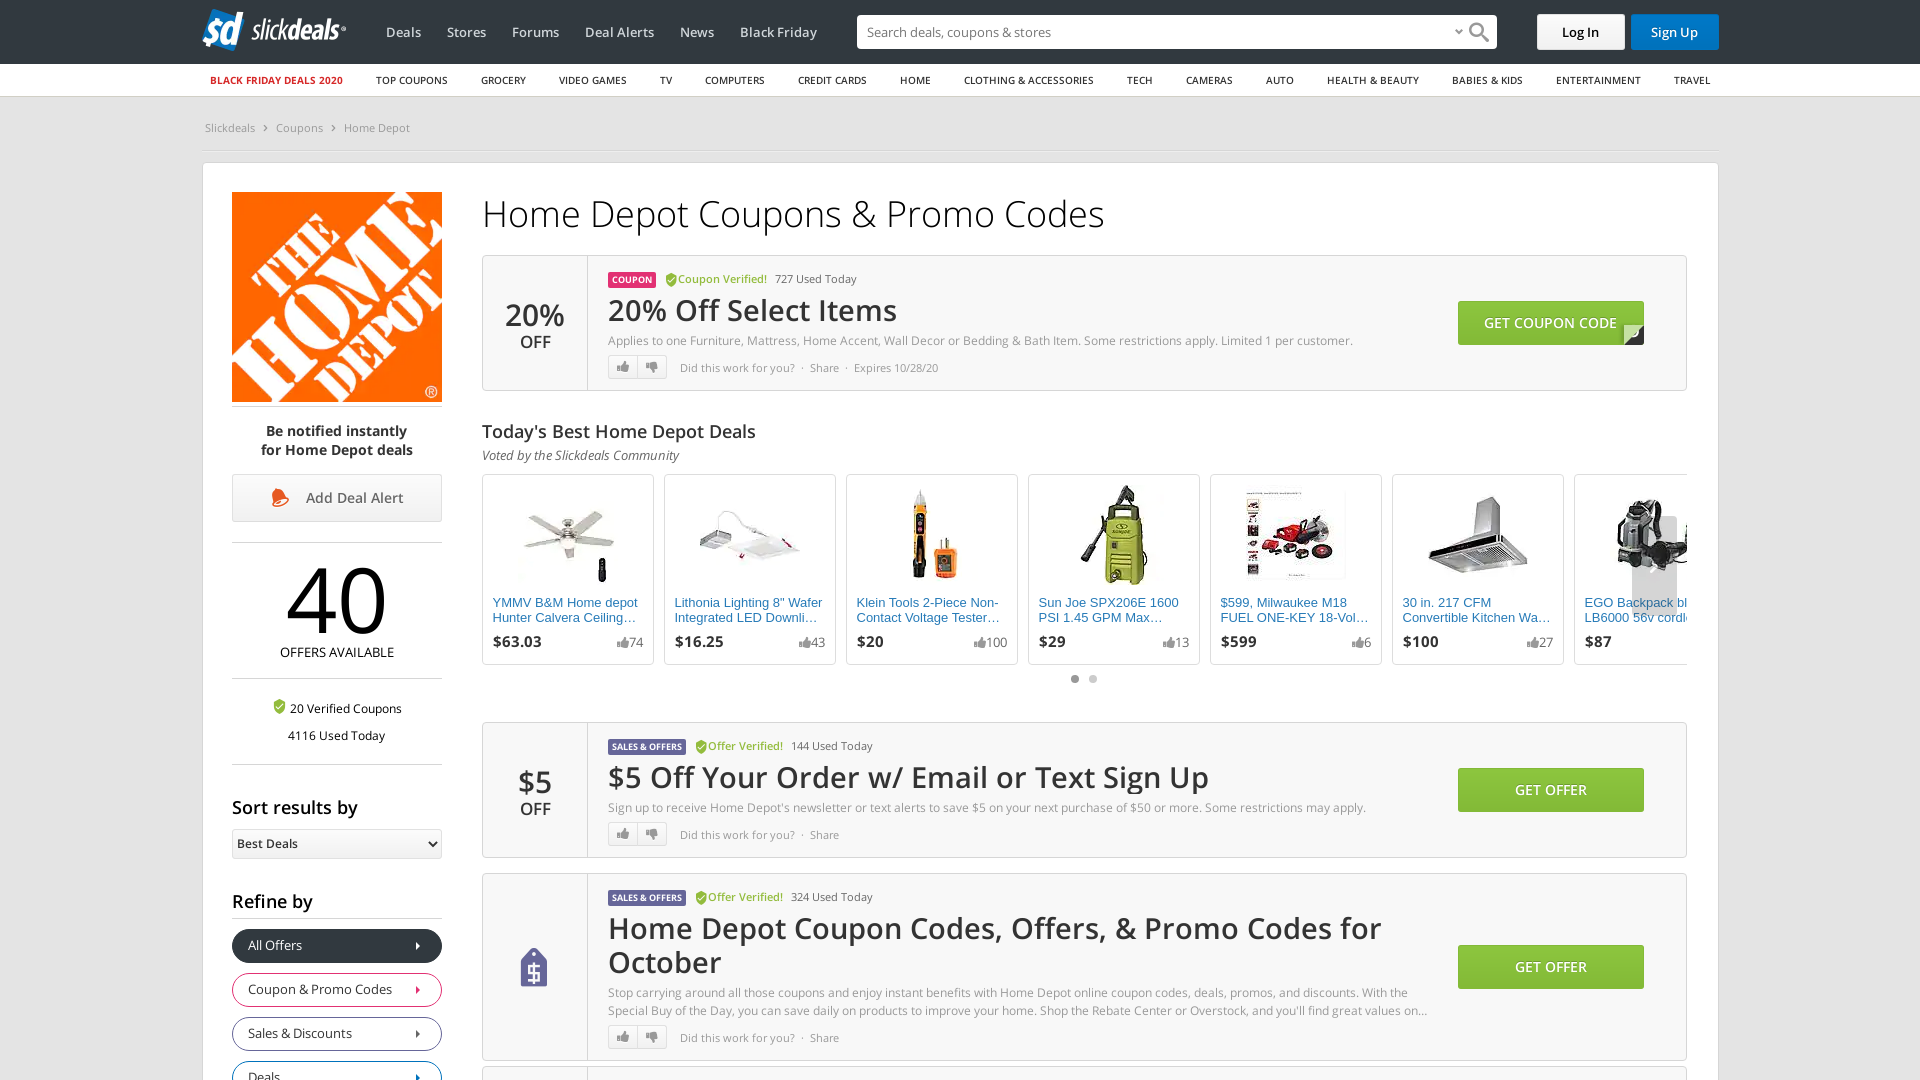 sd slickdeals
Deals
Stores
Forums
Deal Alerts
News
Black Friday
Search deals, coupons & stores
Log In
Sign Up
BLACK FRIDAY DEALS 2020
TOP COUPONS
GROCERY
VIDEO GAMES
TV
COMPUTERS
CREDIT CARDS
HOME
CLOTHING & ACCESSORIES
TECH
CAMERAS
AUTO
HEALTH & BEAUTY
BABIES & KIDS
ENTERTAINMENT
TRAVEL
Slickdeals
Coupons
Home Depot
THE
HOME
DEPOT
®
Be notified instantly
for Home Depot deals
Add Deal Alert
40
OFFERS AVAILABLE
20 Verified Coupons
4116 Used Today
Sort results by
Best Deals
Refine by
All Offers
Coupon & Promo Codes
Sales & Discounts
Deals
Home Depot Coupons & Promo Codes
20%
OFF
COUPON
Coupon Verified!
727 Used Today
20% Off Select Items
Applies to one Furniture, Mattress, Home Accent, Wall Decor or Bedding & Bath Item. Some restrictions apply. Limited 1 per customer.
Did this work for you? · Share · Expires 10/28/20
GET COUPON CODE
Today's Best Home Depot Deals
Voted by the Slickdeals Community
YMMV B&M Home depot
Hunter Calvera Ceiling…
$63.03
74
Lithonia Lighting 8" Wafer
Integrated LED Downli…
$16.25
43
Klein Tools 2-Piece Non-
Contact Voltage Tester…
$20
100
Sun Joe SPX206E 1600
PSI 1.45 GPM Max…
$29
13
$599, Milwaukee M18
FUEL ONE-KEY 18-Vol…
$599
6
30 in. 217 CFM
Convertible Kitchen Wa…
$100
27
EGO Backpack bl
LB6000 56v cordl
$87
$5
OFF
SALES & OFFERS
Offer Verified!
144 Used Today
$5 Off Your Order w/ Email or Text Sign Up
Sign up to receive Home Depot's newsletter or text alerts to save $5 on your next purchase of $50 or more. Some restrictions may apply.
Did this work for you? · Share
GET OFFER
SALES & OFFERS
Offer Verified!
324 Used Today
Home Depot Coupon Codes, Offers, & Promo Codes for
October
Stop carrying around all those coupons and enjoy instant benefits with Home Depot online coupon codes, deals, promos, and discounts. With the
Special Buy of the Day, you can save daily on products to improve your home. Shop the Rebate Center or Overstock, and you'll find great values on...
Did this work for you? · Share
GET OFFER